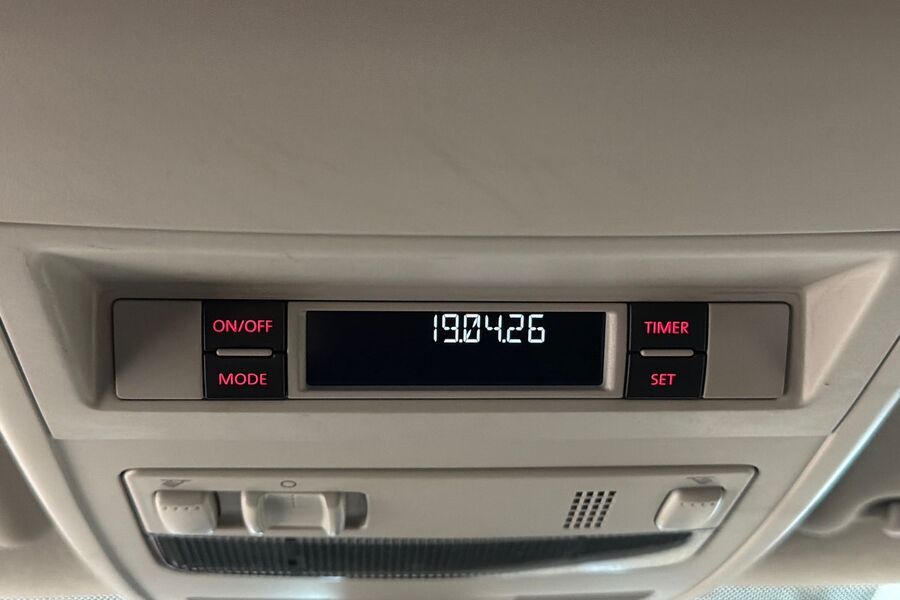 ON/OFF
19.04.26
TIMER
MODE
SET